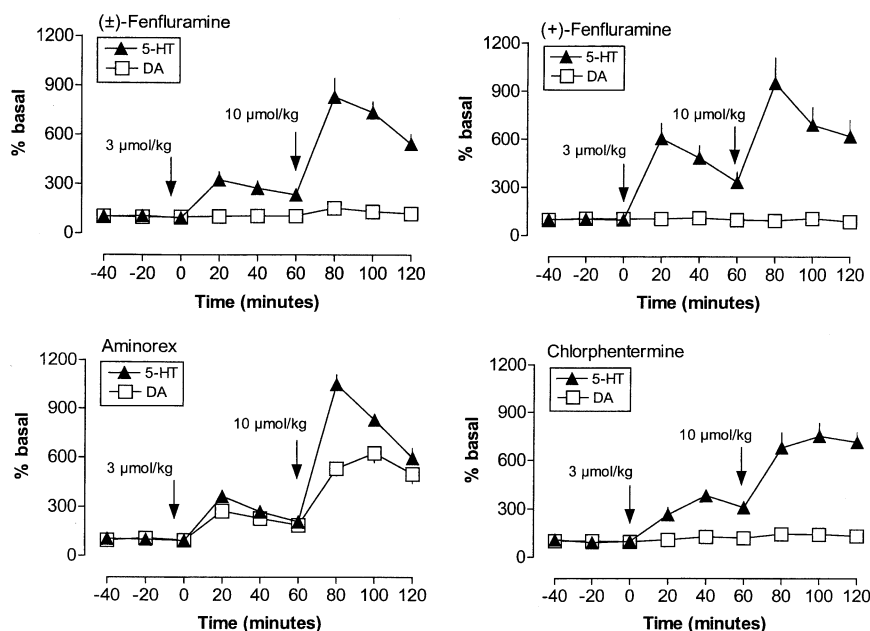 (±)-Fenfluramine
1200
5-HT
DA
900
600
300
0
% basal
3 µmol/kg
10 µmol/kg
-40 -20 0 20 40 60 80 100 120
Time (minutes)
(+)-Fenfluramine
1200
5-HT
DA
900
600
300
0
% basal
3 µmol/kg
10 µmol/kg
-40 -20 0 20 40 60 80 100 120
Time (minutes)
Aminorex
1200
5-HT
DA
900
600
300
0
% basal
3 µmol/kg
10 µmol/kg
-40 -20 0 20 40 60 80 100 120
Time (minutes)
Chlorphentermine
1200
5-HT
DA
900
600
300
0
% basal
3 µmol/kg
10 µmol/kg
-40 -20 0 20 40 60 80 100 120
Time (minutes)